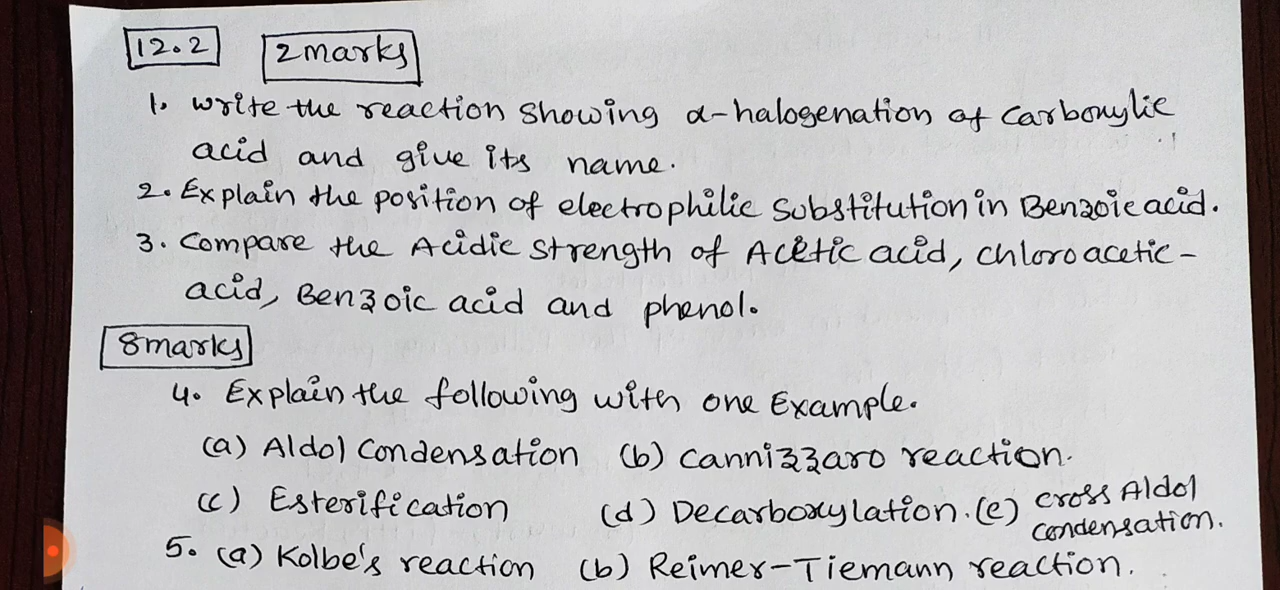 12.2 2marks
1. Write the reaction showing α-halogenation of Carboxylic
acid and give its name.
2. Explain the position of electrophilic substitution in Benzoic acid.
3. Compare the Acidic strength of Acetic acid, chloroacetic-
acid, Benzoic acid and phenol.
8marks
4. Explain the following with one Example.
(a) Aldol Condensation (b) cannizzaro reaction.
(c) Esterification (d) Decarboxylation. (e) cross Aldol
condensation.
5. (a) Kolbe's reaction (b) Reimer-Tiemann reaction.